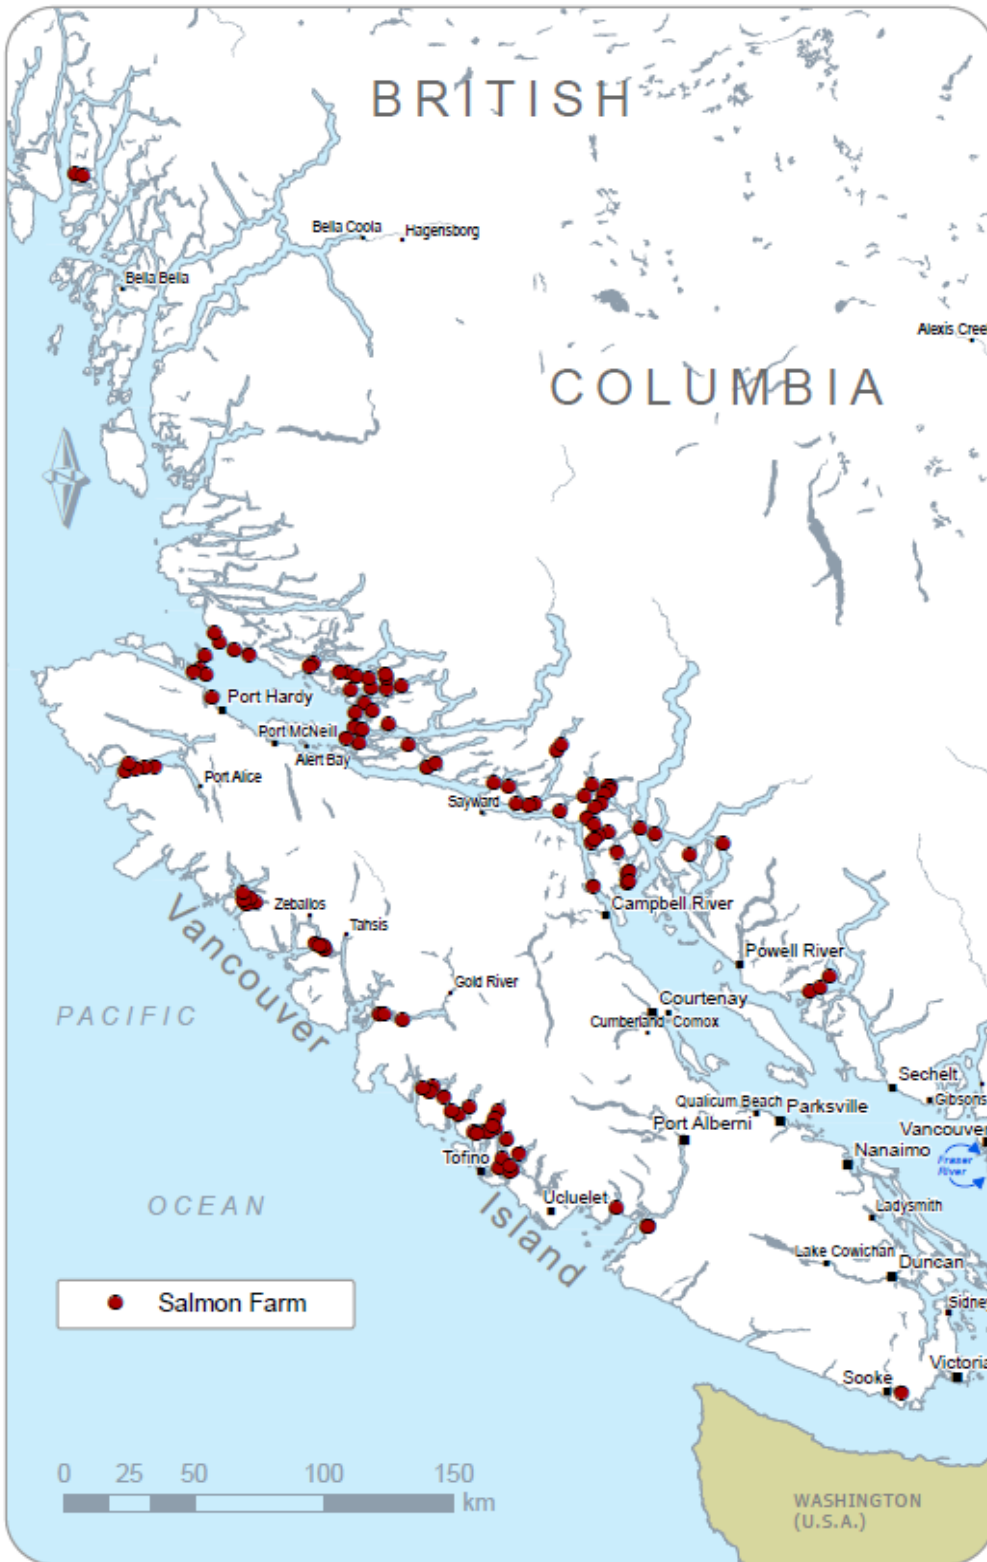 BRITISH
Bella Coola
Hagensborg
Bella Bella
Alexis Cree
COLUMBIA
Port Hardy
Port McNeill
Alert Bay
Port Alice
Sayward
Campbell River
Zeballos
Tahsis
Vancouver
Powell River
Gold River
Courtenay
Cumberland
Comox
PACIFIC
Sechelt
Gibsons
Qualicum Beach
Parksville
Port Alberni
Vancouver
Nanaimo
Fraser
River
Tofino
Ucluelet
Island
OCEAN
Ladysmith
Lake Cowichan
Duncan
Salmon Farm
Sidney
Victoria
Sooke
0 25 50 100 150
km
WASHINGTON
(U.S.A.)